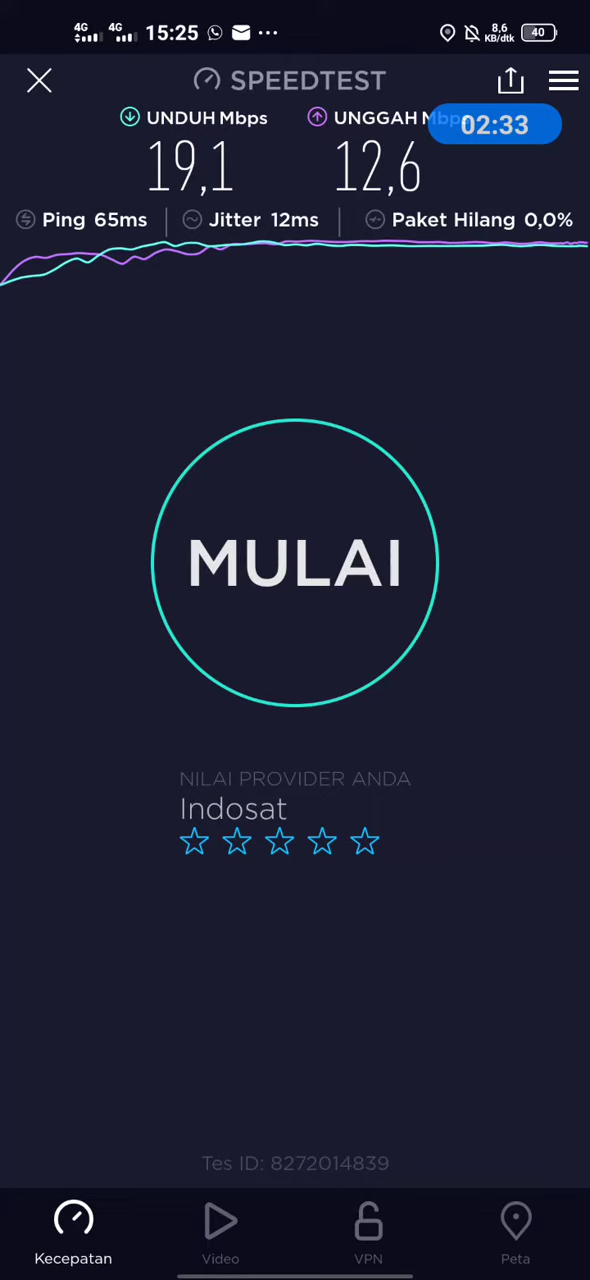 4G 4G 15:25 8,6 KB/dtk 40
SPEEDTEST
UNDUH Mbps UNGGAH Mbps 02:33
19,1 12,6
Ping 65ms Jitter 12ms Paket Hilang 0,0%
MULAI
NILAI PROVIDER ANDA
Indosat
Tes ID: 8272014839
Kecepatan Video VPN Peta